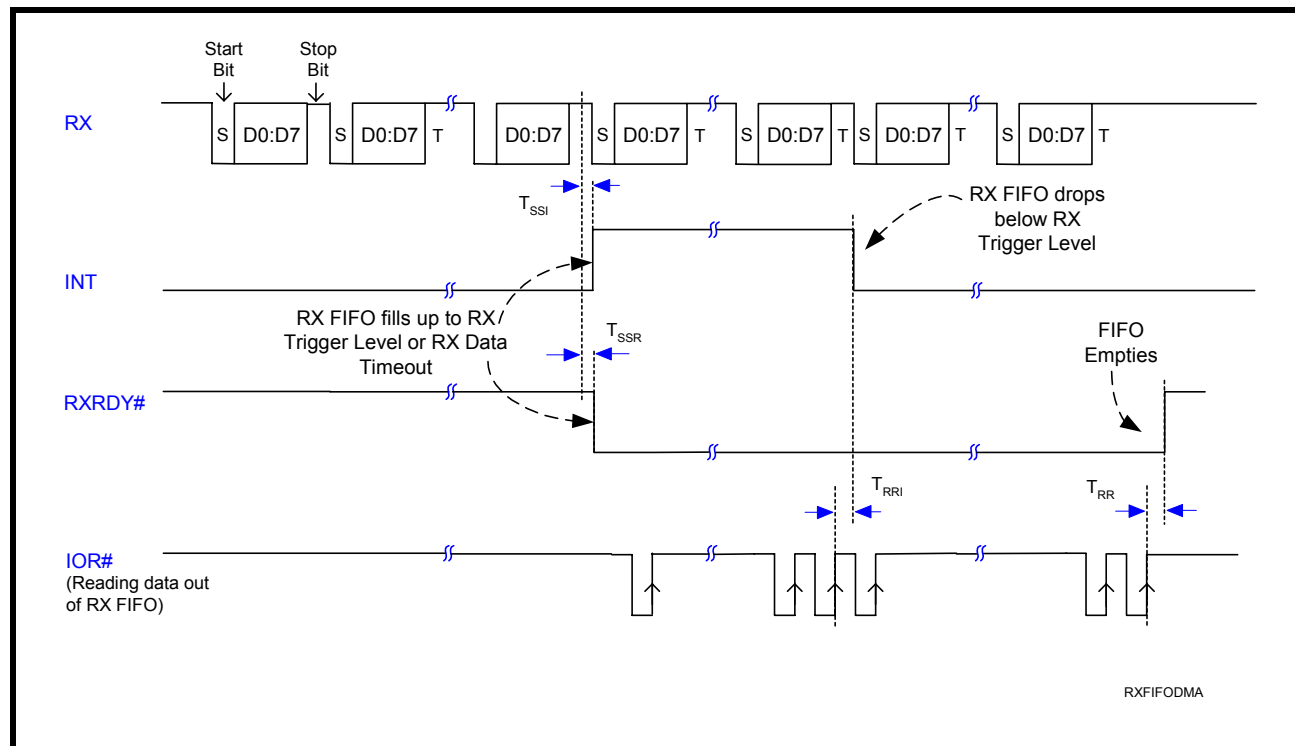 Start
Bit
Stop
Bit
RX
S D0:D7 S D0:D7 T D0:D7 S D0:D7 T S D0:D7 T S D0:D7 T S D0:D7 T
TSSI
RX FIFO drops
below RX
Trigger Level
INT
RX FIFO fills up to RX
Trigger Level or RX Data
Timeout
TSSR
FIFO
Empties
RXRDY#
TRRI
TRR
IOR#
(Reading data out
of RX FIFO)
RXFIFODMA